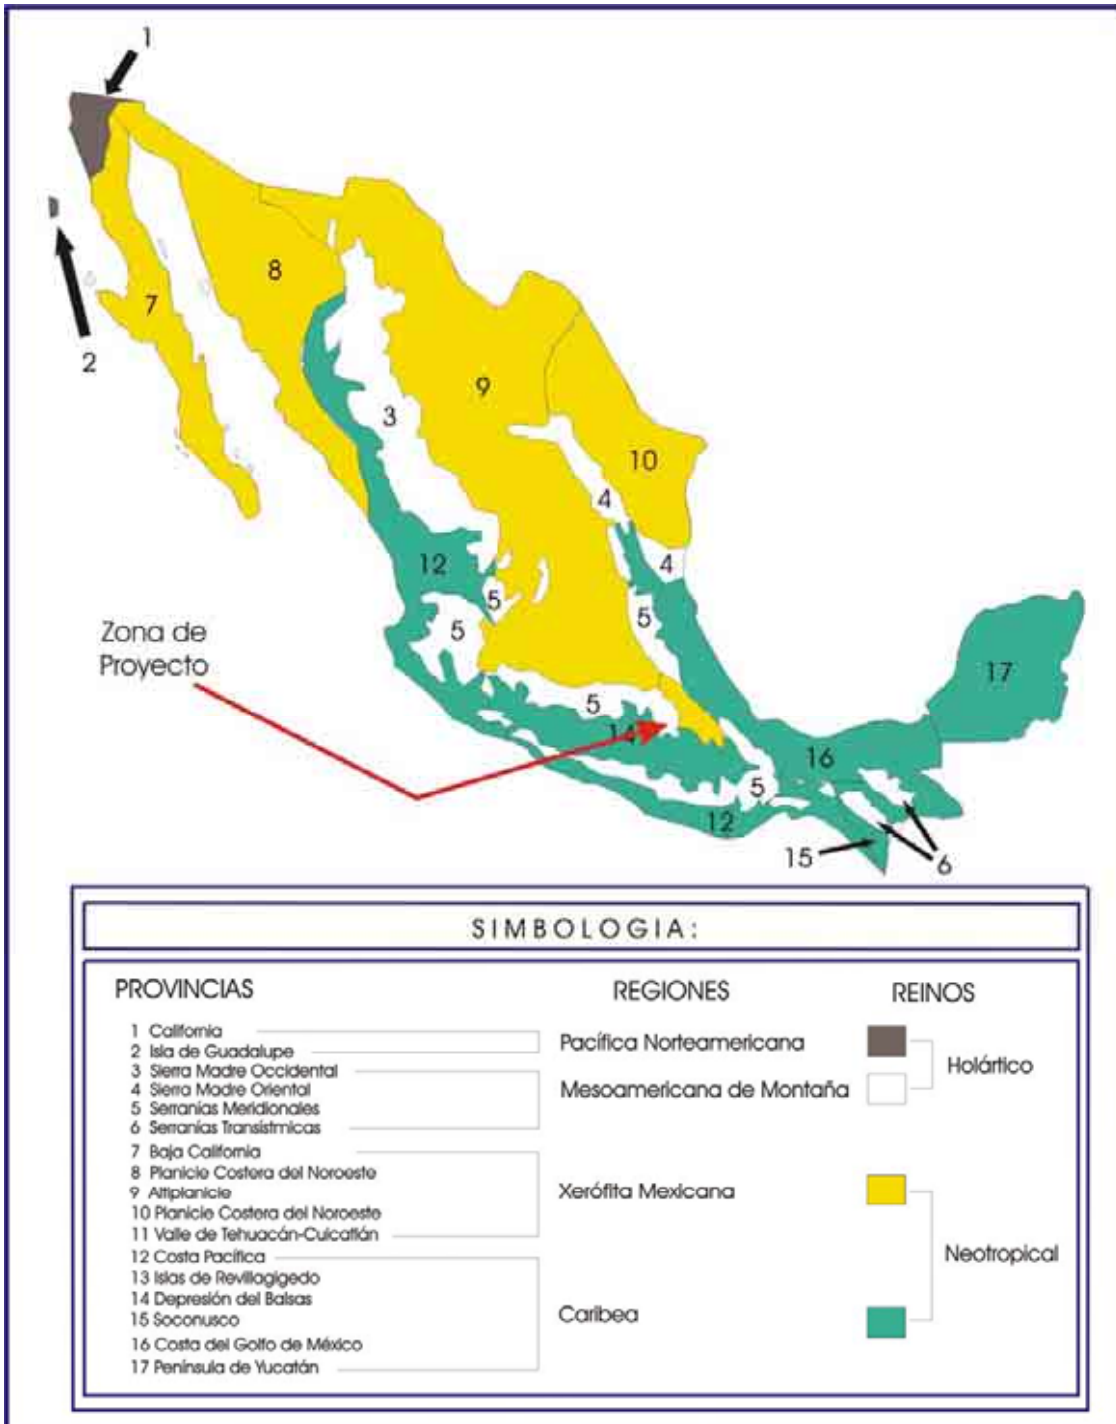 1
2
7
8
3
9
10
4
4
12
5
5
5
Zona de
Proyecto
5
14
17
16
5
12
15
6
SIMBOLOGIA:
PROVINCIAS
1 California
2 Isla de Guadalupe
3 Sierra Madre Occidental
4 Sierra Madre Oriental
5 Serranías Meridionales
6 Serranías Transístmicas
7 Baja California
8 Planicie Costera del Noroeste
9 Altiplanicie
10 Planicie Costera del Noroeste
11 Valle de Tehuacán-Cuicatlán
12 Costa Pacífica
13 Islas de Revillagigedo
14 Depresión del Balsas
15 Soconusco
16 Costa del Golfo de México
17 Península de Yucatán
REGIONES
Pacífica Norteamericana
Mesoamericana de Montaña
Xerófita Mexicana
Caribea
REINOS
Holártico
Neotropical